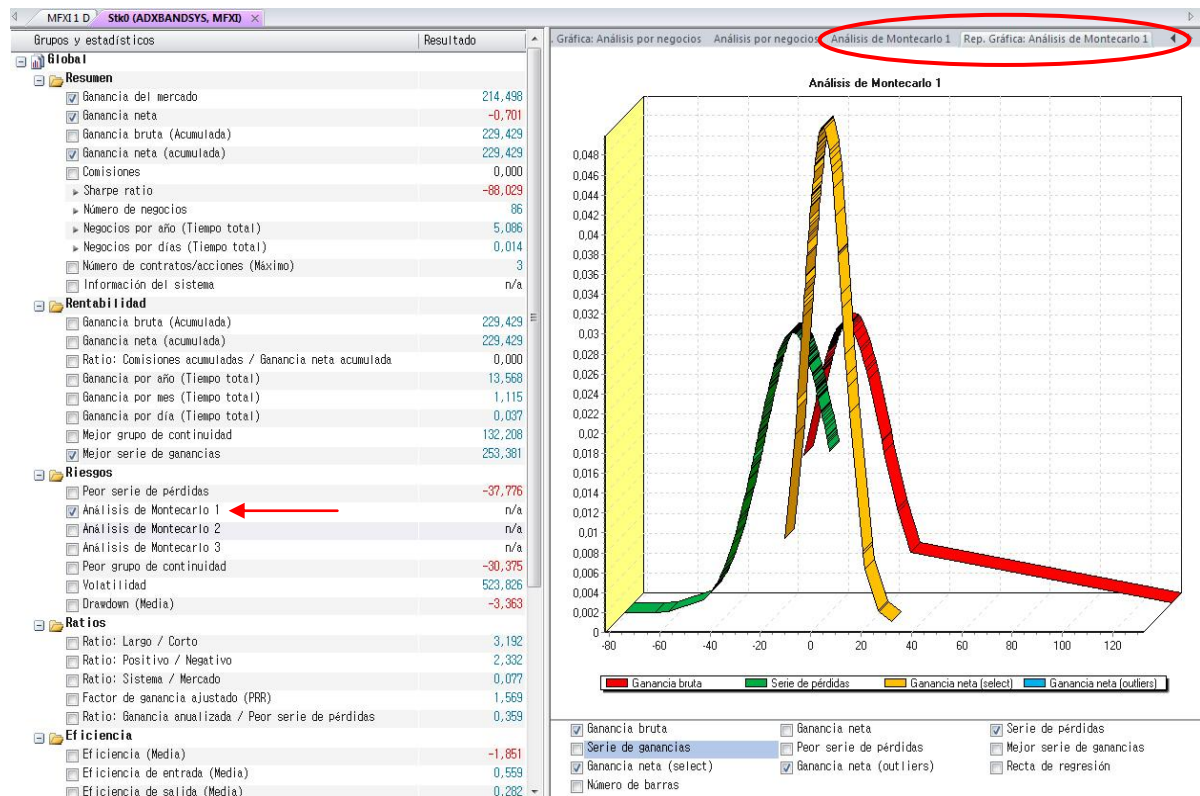 MFXI 1 D
Stk0 (ADXBANDSYS, MFXI)
Grupos y estadísticos Resultado
Global
Resumen
Ganancia del mercado 214,498
Ganancia neta -0,701
Ganancia bruta (Acumulada) 229,429
Ganancia neta (acumulada) 229,429
Comisiones 0,000
Sharpe ratio -88,029
Número de negocios 86
Negocios por año (Tiempo total) 5,086
Negocios por días (Tiempo total) 0,014
Número de contratos/acciones (Máximo) 3
Información del sistema n/a
Rentabilidad
Ganancia bruta (Acumulada) 229,429
Ganancia neta (acumulada) 229,429
Ratio: Comisiones acumuladas / Ganancia neta acumulada 0,000
Ganancia por año (Tiempo total) 13,568
Ganancia por mes (Tiempo total) 1,115
Ganancia por día (Tiempo total) 0,037
Mejor grupo de continuidad 132,208
Mejor serie de ganancias 253,381
Riesgos
Peor serie de pérdidas -37,776
Análisis de Montecarlo 1 n/a
Análisis de Montecarlo 2 n/a
Análisis de Montecarlo 3 n/a
Peor grupo de continuidad -30,375
Volatilidad 523,826
Drawdown (Media) -3,363
Ratios
Ratio: Largo / Corto 3,192
Ratio: Positivo / Negativo 2,332
Ratio: Sistema / Mercado 0,077
Factor de ganancia ajustado (PRR) 1,569
Ratio: Ganancia anualizada / Peor serie de pérdidas 0,359
Eficiencia
Eficiencia (Media) -1,851
Eficiencia de entrada (Media) 0,559
Eficiencia de salida (Media) 0,282
. Gráfica: Análisis por negocios Análisis por negocios Análisis de Montecarlo 1 Rep. Gráfica: Análisis de Montecarlo 1
Análisis de Montecarlo 1
0,048
0,046
0,044
0,042
0,04
0,038
0,036
0,034
0,032
0,03
0,028
0,026
0,024
0,022
0,02
0,018
0,016
0,014
0,012
0,01
0,008
0,006
0,004
0,002
0
-80 -60 -40 -20 0 20 40 60 80 100 120
Ganancia bruta Serie de pérdidas Ganancia neta (select) Ganancia neta (outliers)
Ganancia bruta Ganancia neta Serie de pérdidas
Serie de ganancias Peor serie de pérdidas Mejor serie de ganancias
Ganancia neta (select) Ganancia neta (outliers) Recta de regresión
Número de barras